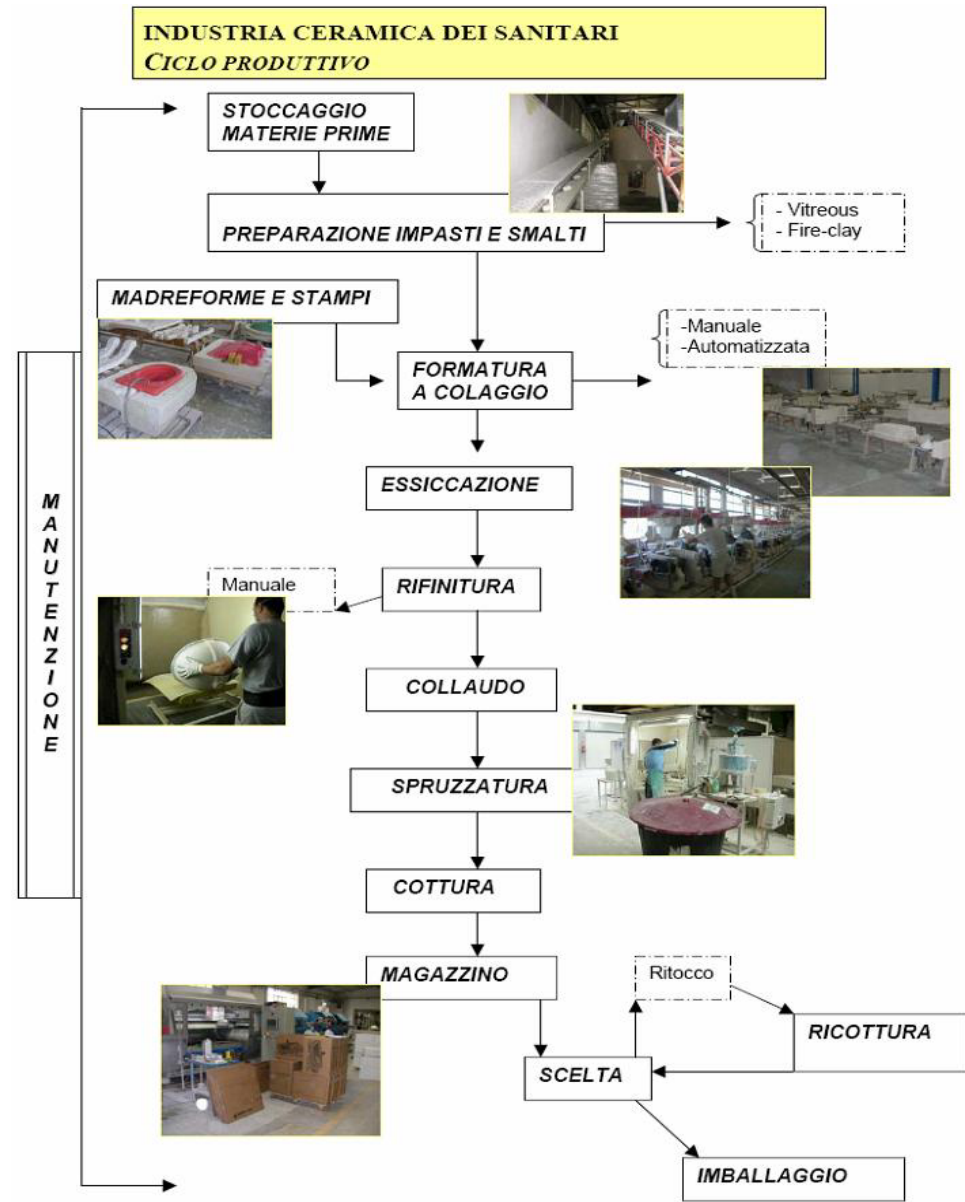 INDUSTRIA CERAMICA DEI SANITARI
CICLO PRODUTTIVO
STOCCAGGIO
MATERIE PRIME
PREPARAZIONE IMPASTI E SMALTI
- Vitreous
- Fire-clay
MADREFORME E STAMPI
FORMATURA
A COLAGGIO
-Manuale
-Automatizzata
ESSICCAZIONE
MANUTENZIONE
Manuale
RIFINITURA
COLLAUDO
SPRUZZATURA
COTTURA
MAGAZZINO
Ritocco
RICOTTURA
SCELTA
IMBALLAGGIO